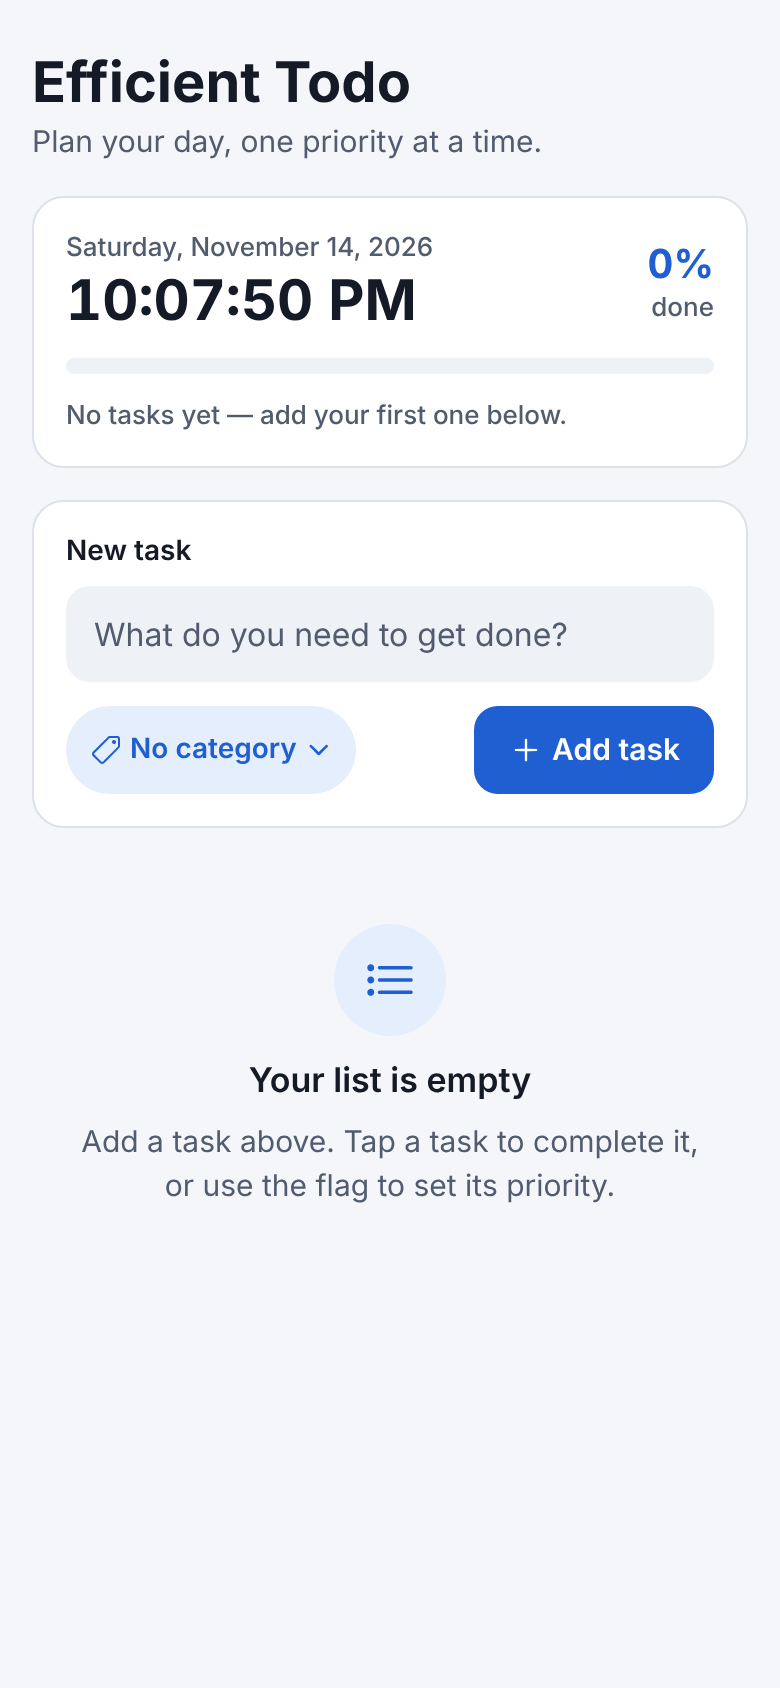 Efficient Todo
Plan your day, one priority at a time.
Saturday, November 14, 2026
10:07:50 PM
0%
done
No tasks yet — add your first one below.
New task
What do you need to get done?
No category
Add task
Your list is empty
Add a task above. Tap a task to complete it,
or use the flag to set its priority.